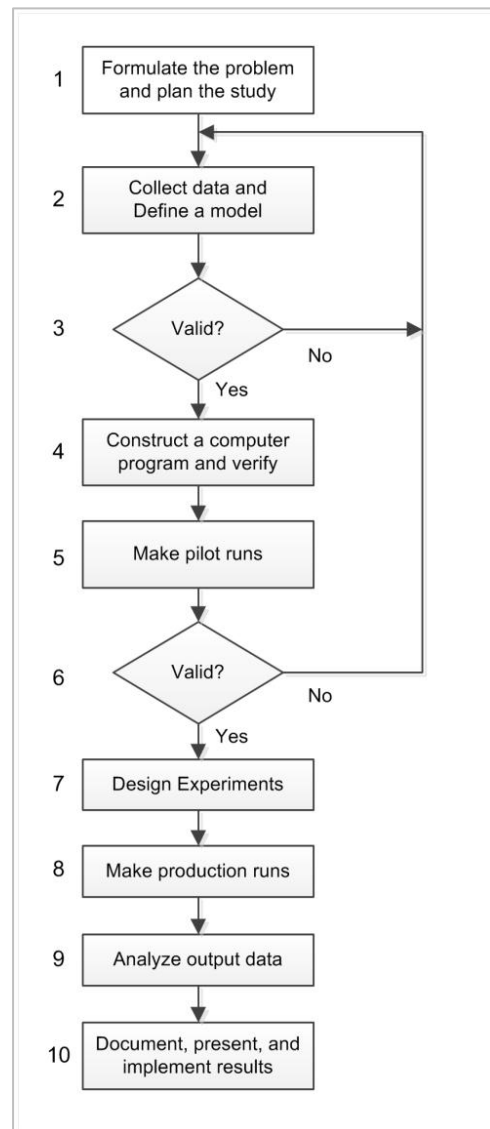 1
Formulate the problem
and plan the study
2
Collect data and
Define a model
3
Valid?
No
Yes
4
Construct a computer
program and verify
5
Make pilot runs
6
Valid?
No
Yes
7
Design Experiments
8
Make production runs
9
Analyze output data
10
Document, present, and
implement results